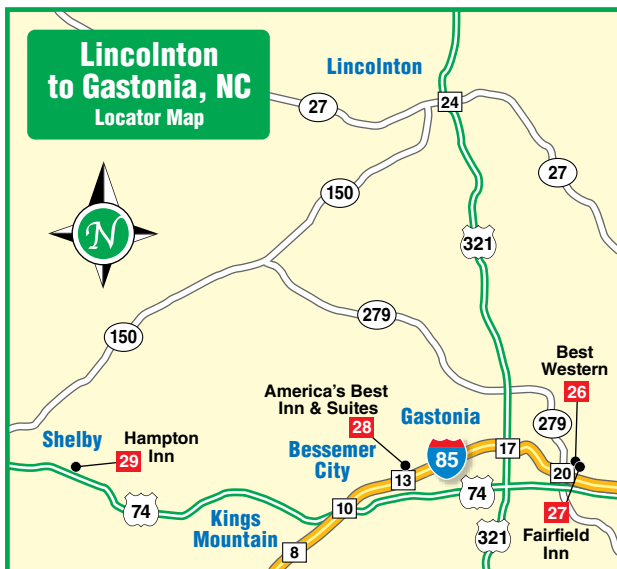 Lincolnton
to Gastonia, NC
Locator Map
Lincolnton
27
24
150
27
N
321
279
150
Best
Western
26
America's Best
Inn & Suites
28
Gastonia
279
Shelby
Hampton
Inn
29
Bessemer
City
85
17
20
13
74
74
10
27
Kings
Mountain
321
Fairfield
Inn
8